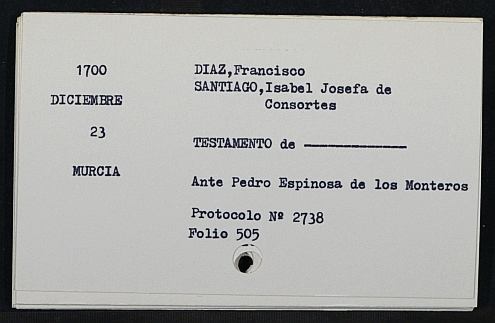 1700
DICIEMBRE
23
MURCIA
DIAZ,Francisco
SANTIAGO,Isabel Josefa de
Consortes
TESTAMENTO de ————————
Ante Pedro Espinosa de los Monteros
Protocolo Nº 2738
Folio 505